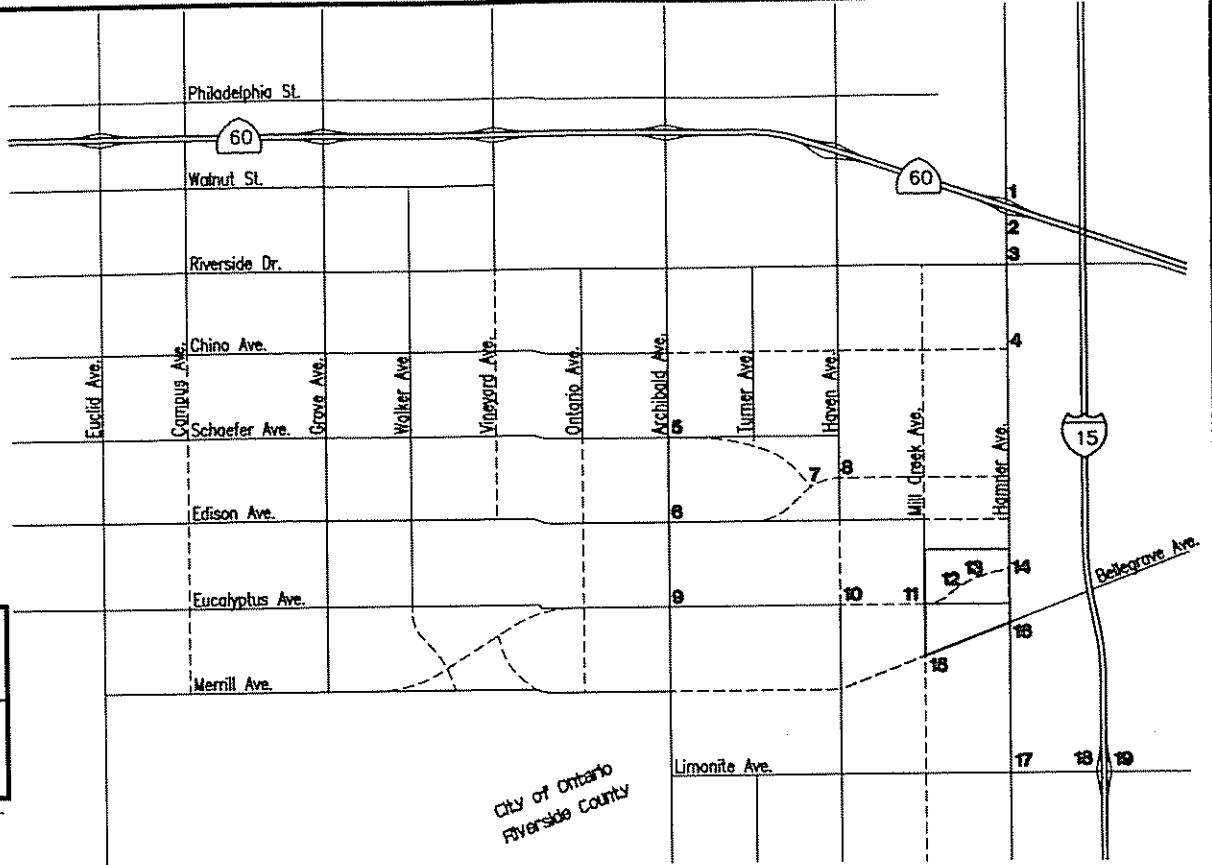 Philadelphia St.
60
Walnut St.
60
1
2
Riverside Dr.
3
Chino Ave.
4
Euclid Ave.
Campus Ave.
Grove Ave.
Walker Ave
Vineyard Ave.
Ontario Ave.
Archibald Ave.
Turner Ave.
Haven Ave.
Mill Creek Ave.
Hamner Ave.
15
Schaefer Ave.
5
7
8
Edison Ave.
6
Bellegrave Ave.
12
13
14
Eucalyptus Ave.
9
10
11
16
15
Merrill Ave.
Limonite Ave.
17
18
19
City of Ontario
Riverside County